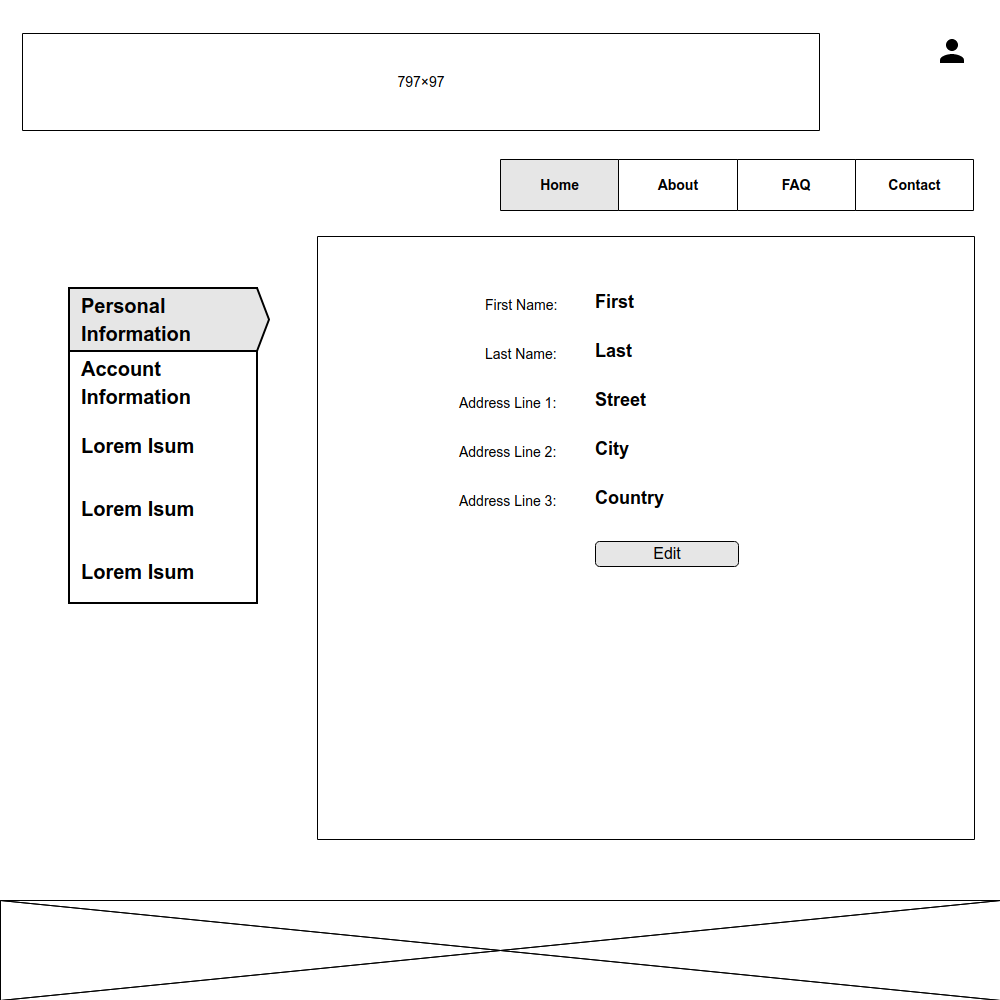 797×97
Home About FAQ Contact
Personal
Information
Account
Information
Lorem Isum
Lorem Isum
Lorem Isum
First Name: First
Last Name: Last
Address Line 1: Street
Address Line 2: City
Address Line 3: Country
Edit